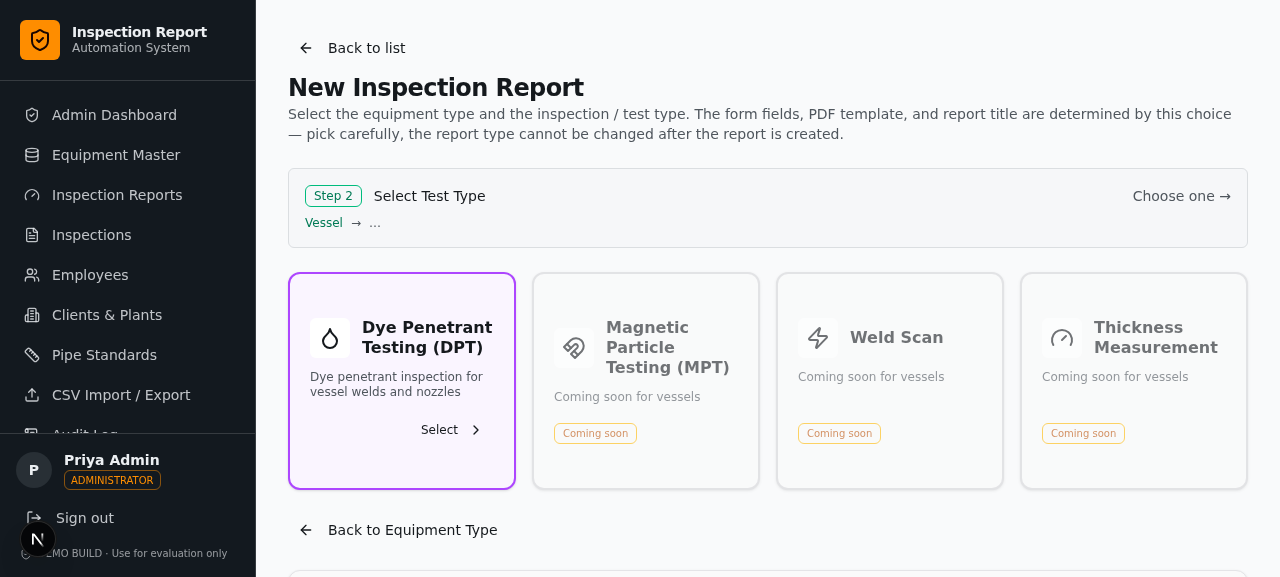 Inspection Report
Automation System
Admin Dashboard
Equipment Master
Inspection Reports
Inspections
Employees
Clients & Plants
Pipe Standards
CSV Import / Export
Audit Log
P
Priya Admin
ADMINISTRATOR
Sign out
N
EMO BUILD · Use for evaluation only
Back to list
New Inspection Report
Select the equipment type and the inspection / test type. The form fields, PDF template, and report title are determined by this choice
— pick carefully, the report type cannot be changed after the report is created.
Step 2 Select Test Type Choose one →
Vessel → ...
Dye Penetrant
Testing (DPT)
Dye penetrant inspection for
vessel welds and nozzles
Select
Magnetic
Particle
Testing (MPT)
Coming soon for vessels
Coming soon
Weld Scan
Coming soon for vessels
Coming soon
Thickness
Measurement
Coming soon for vessels
Coming soon
Back to Equipment Type